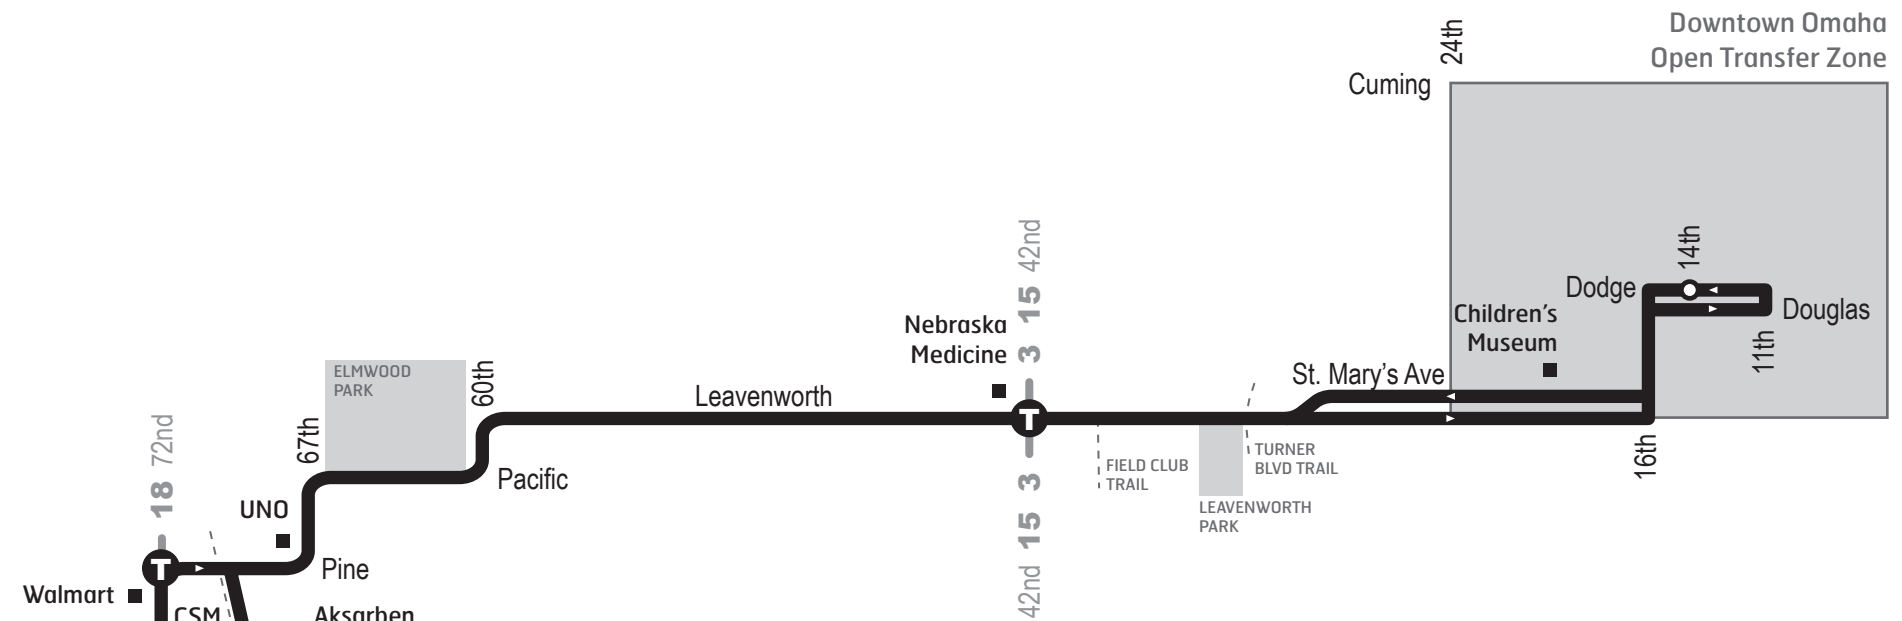 Downtown Omaha
Open Transfer Zone
24th
Cuming
14th
Dodge
Douglas
11th
Children's
Museum
St. Mary's Ave
16th
15 42nd
3
Nebraska
Medicine
T
Leavenworth
60th
ELMWOOD
PARK
67th
Pacific
FIELD CLUB
TRAIL
TURNER
BLVD TRAIL
LEAVENWORTH
PARK
42nd 15 3
18 72nd
UNO
T
Pine
Walmart
CSM
Aksarben